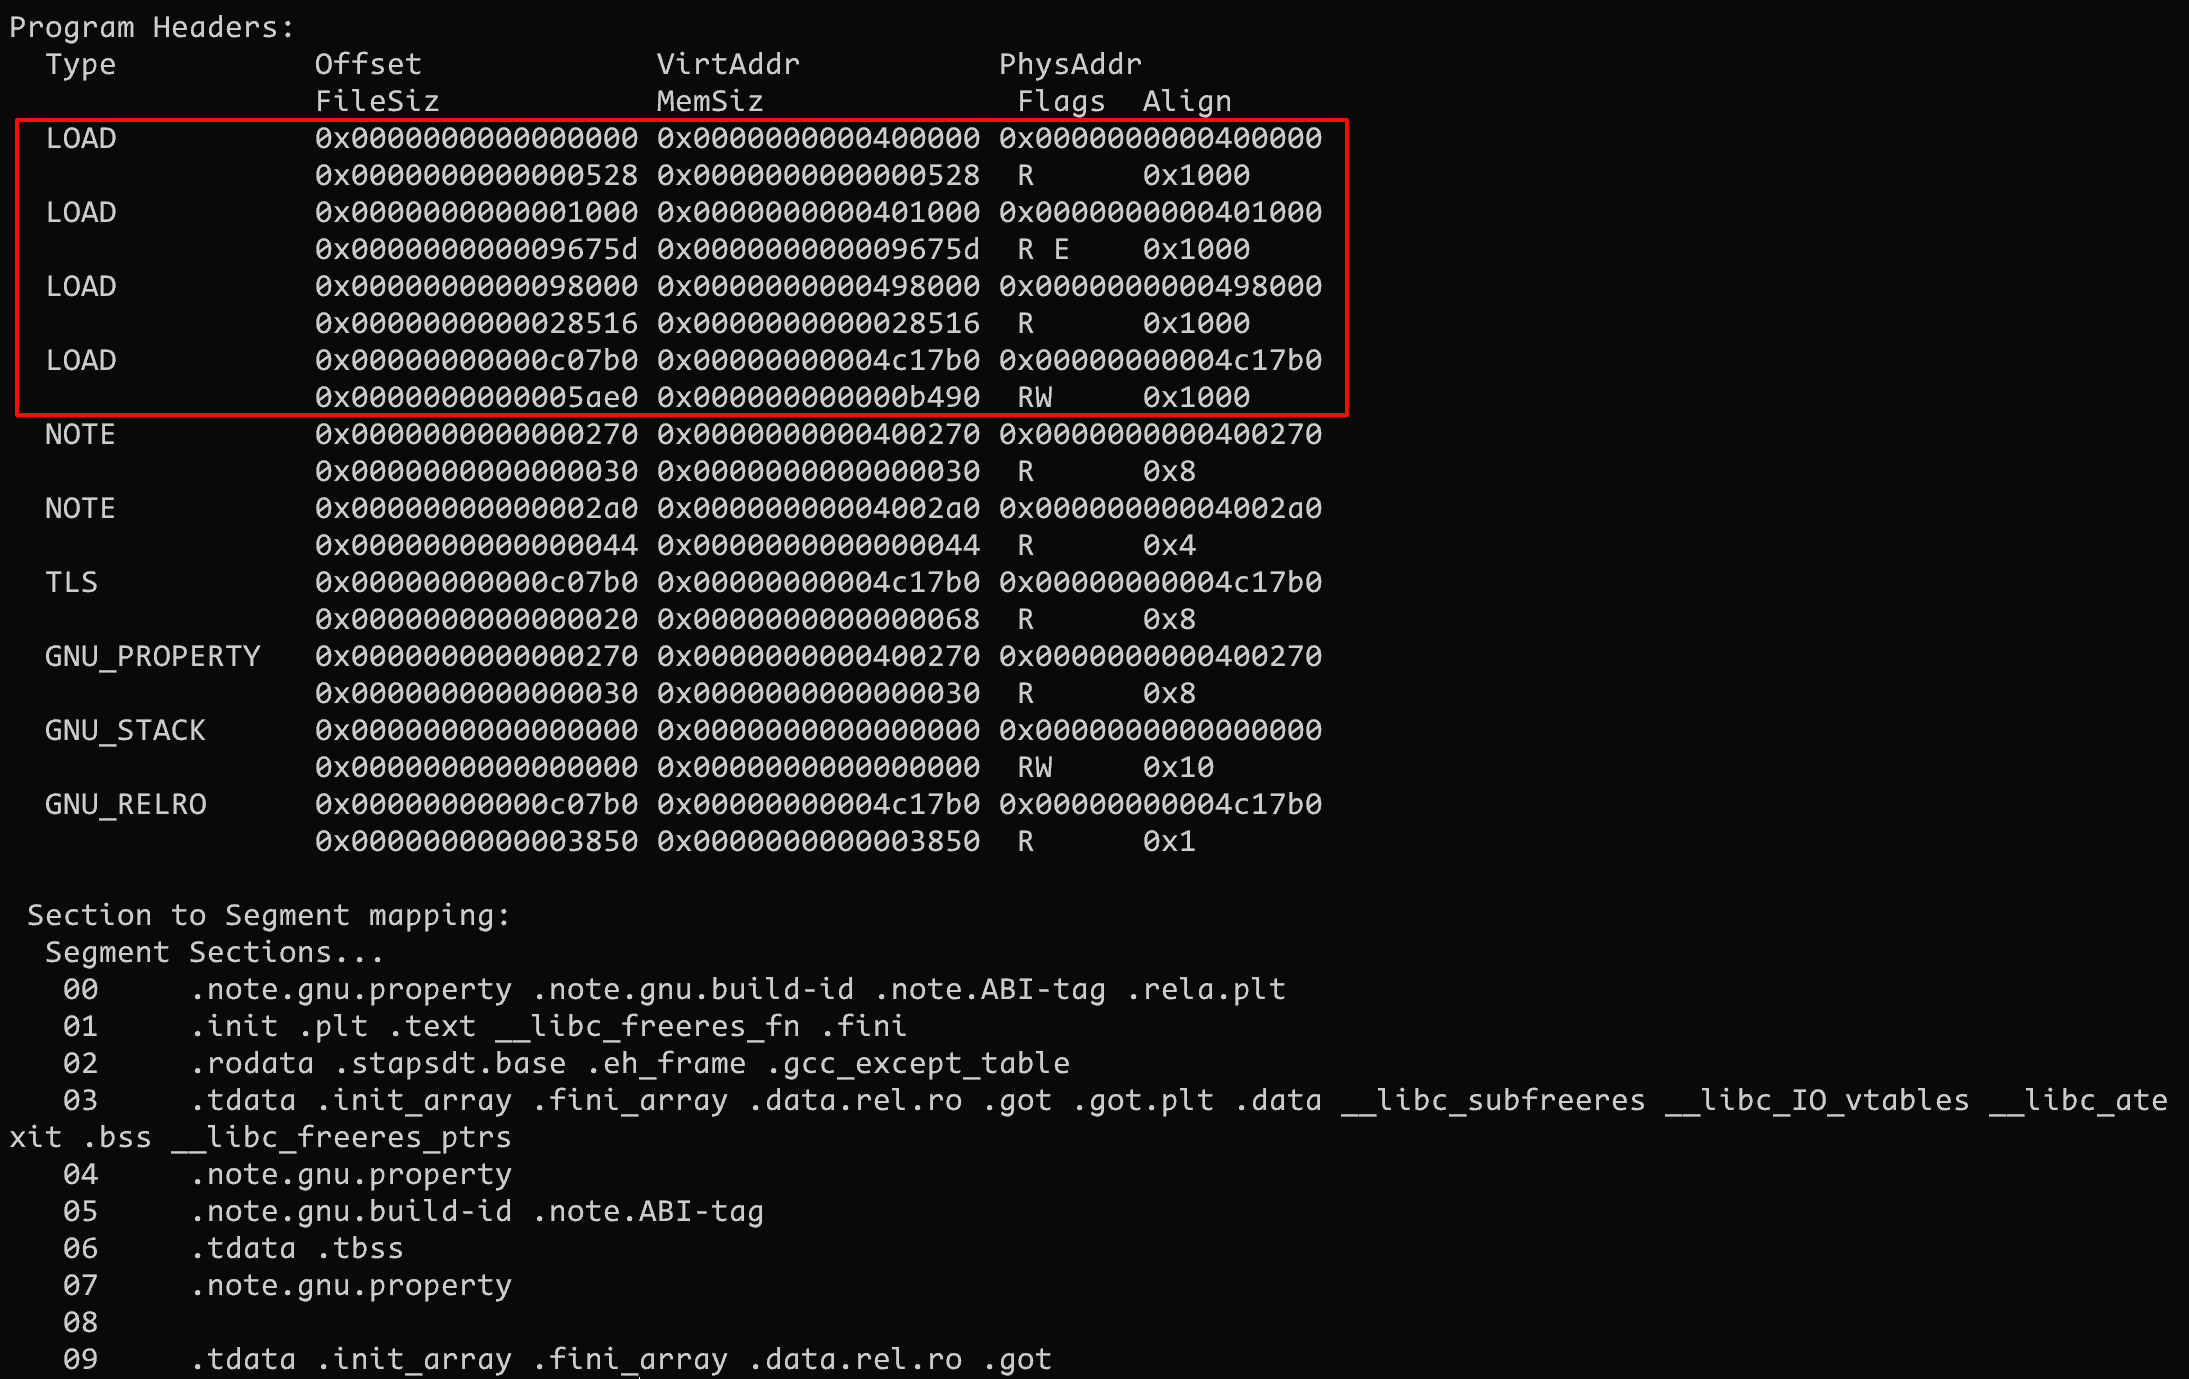 Program Headers:
  Type           Offset             VirtAddr           PhysAddr
                 FileSiz            MemSiz              Flags  Align
  LOAD           0x0000000000000000 0x0000000000400000 0x0000000000400000
                 0x0000000000000528 0x0000000000000528  R      0x1000
  LOAD           0x0000000000001000 0x0000000000401000 0x0000000000401000
                 0x000000000009675d 0x000000000009675d  R E    0x1000
  LOAD           0x0000000000098000 0x0000000000498000 0x0000000000498000
                 0x0000000000028516 0x0000000000028516  R      0x1000
  LOAD           0x00000000000c07b0 0x00000000004c17b0 0x00000000004c17b0
                 0x0000000000005ae0 0x000000000000b490  RW     0x1000
  NOTE           0x0000000000000270 0x0000000000400270 0x0000000000400270
                 0x0000000000000030 0x0000000000000030  R      0x8
  NOTE           0x00000000000002a0 0x00000000004002a0 0x00000000004002a0
                 0x0000000000000044 0x0000000000000044  R      0x4
  TLS            0x00000000000c07b0 0x00000000004c17b0 0x00000000004c17b0
                 0x0000000000000020 0x0000000000000068  R      0x8
  GNU_PROPERTY   0x0000000000000270 0x0000000000400270 0x0000000000400270
                 0x0000000000000030 0x0000000000000030  R      0x8
  GNU_STACK      0x0000000000000000 0x0000000000000000 0x0000000000000000
                 0x0000000000000000 0x0000000000000000  RW     0x10
  GNU_RELRO      0x00000000000c07b0 0x00000000004c17b0 0x00000000004c17b0
                 0x0000000000003850 0x0000000000003850  R      0x1

 Section to Segment mapping:
  Segment Sections...
   00     .note.gnu.property .note.gnu.build-id .note.ABI-tag .rela.plt
   01     .init .plt .text __libc_freeres_fn .fini
   02     .rodata .stapsdt.base .eh_frame .gcc_except_table
   03     .tdata .init_array .fini_array .data.rel.ro .got .got.plt .data __libc_subfreeres __libc_IO_vtables __libc_ate
xit .bss __libc_freeres_ptrs
   04     .note.gnu.property
   05     .note.gnu.build-id .note.ABI-tag
   06     .tdata .tbss
   07     .note.gnu.property
   08
   09     .tdata .init_array .fini_array .data.rel.ro .got